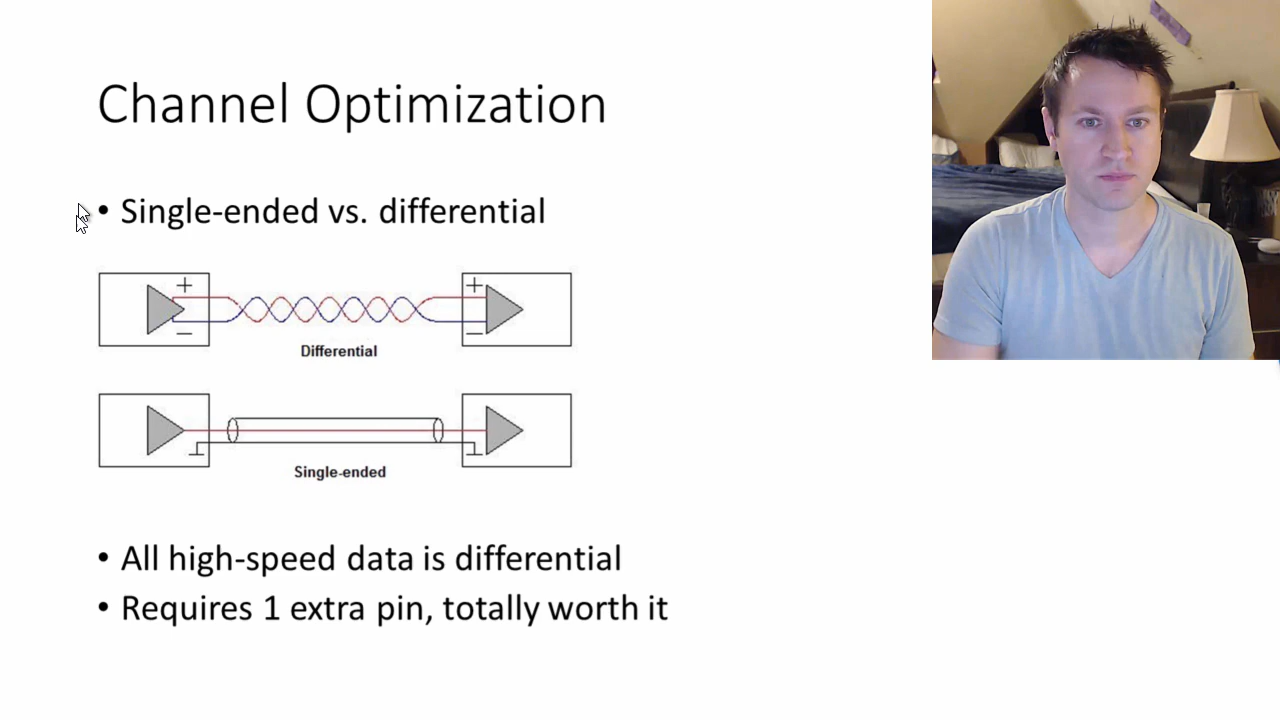 Channel Optimization
• Single-ended vs. differential
+
+
−
−
Differential
Single-ended
• All high-speed data is differential
• Requires 1 extra pin, totally worth it